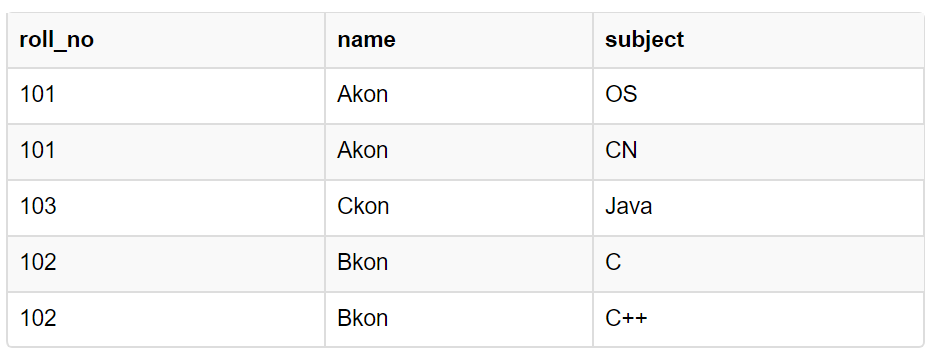 roll_no name subject
101 Akon OS
101 Akon CN
103 Ckon Java
102 Bkon C
102 Bkon C++